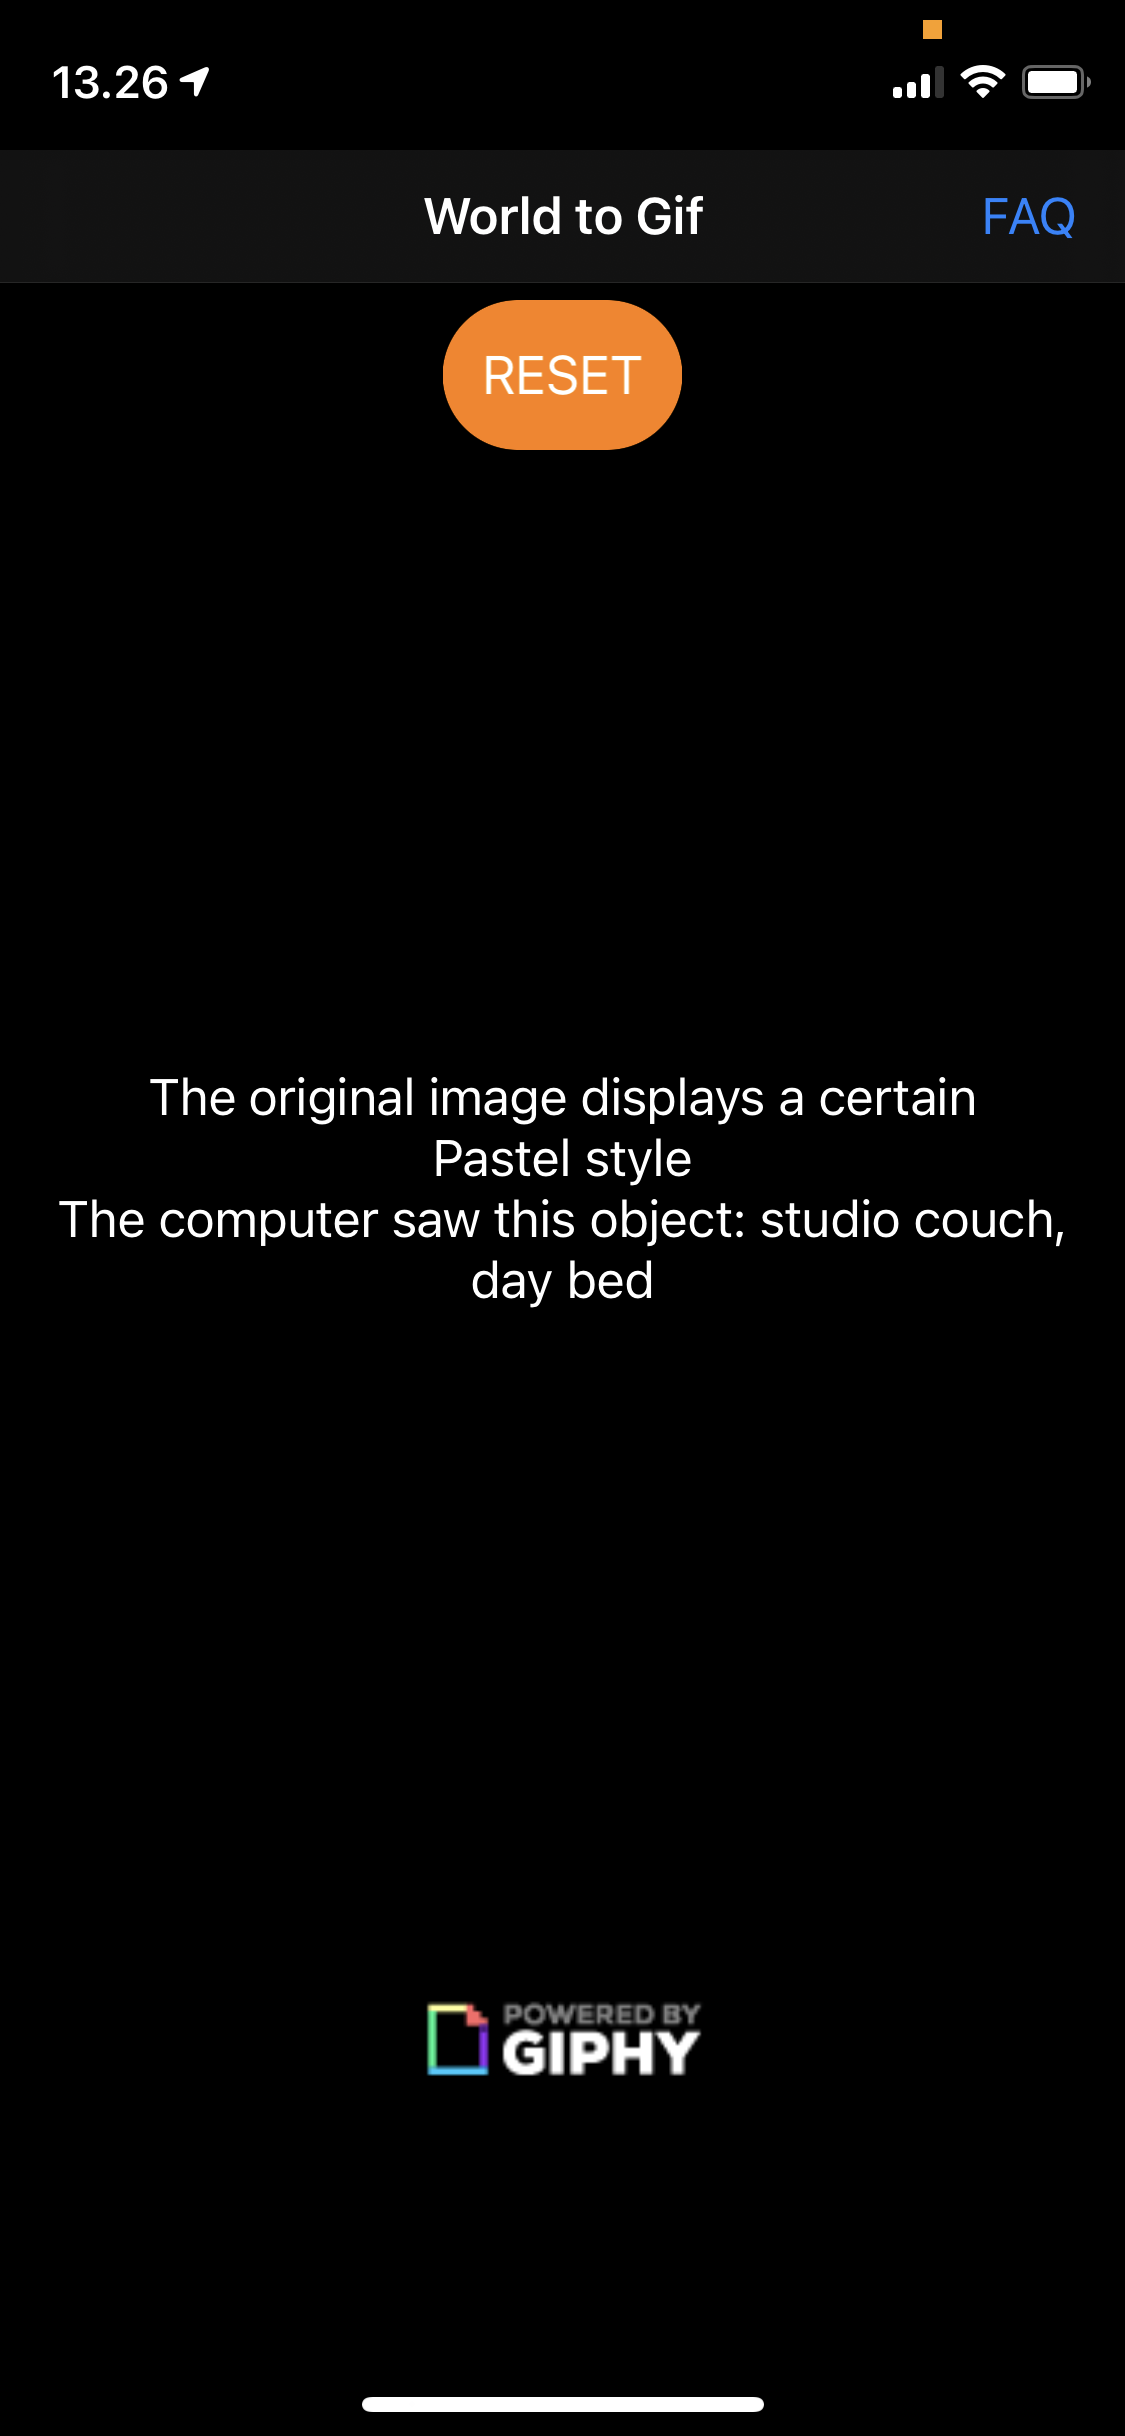 13.26
World to Gif
FAQ
RESET
The original image displays a certain
Pastel style
The computer saw this object: studio couch,
day bed
POWERED BY
GIPHY